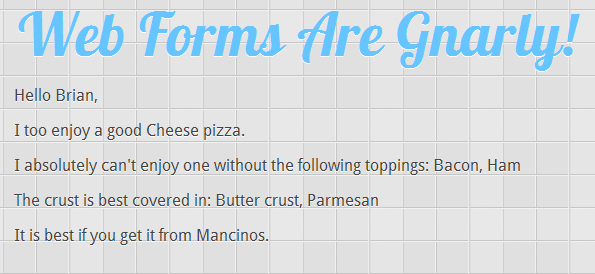 Web Forms Are Gnarly!
Hello Brian,
I too enjoy a good Cheese pizza.
I absolutely can't enjoy one without the following toppings: Bacon, Ham
The crust is best covered in: Butter crust, Parmesan
It is best if you get it from Mancinos.